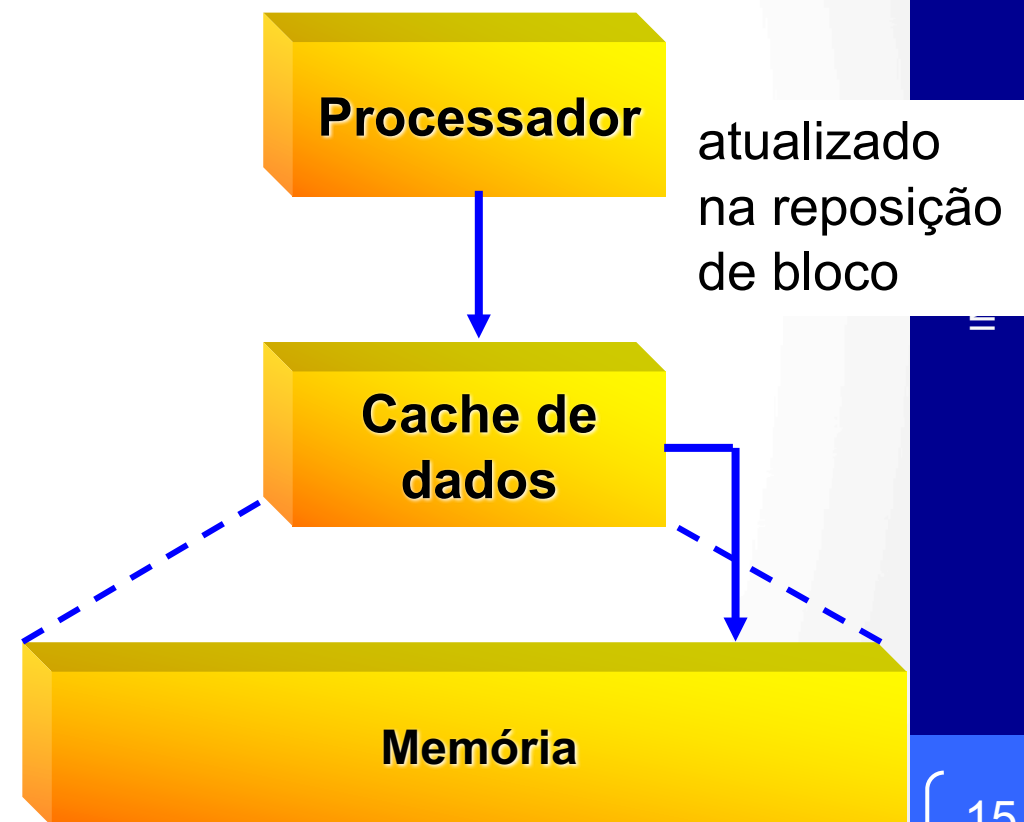 Processador
atualizado
na reposição
de bloco
Cache de
dados
Memória
15